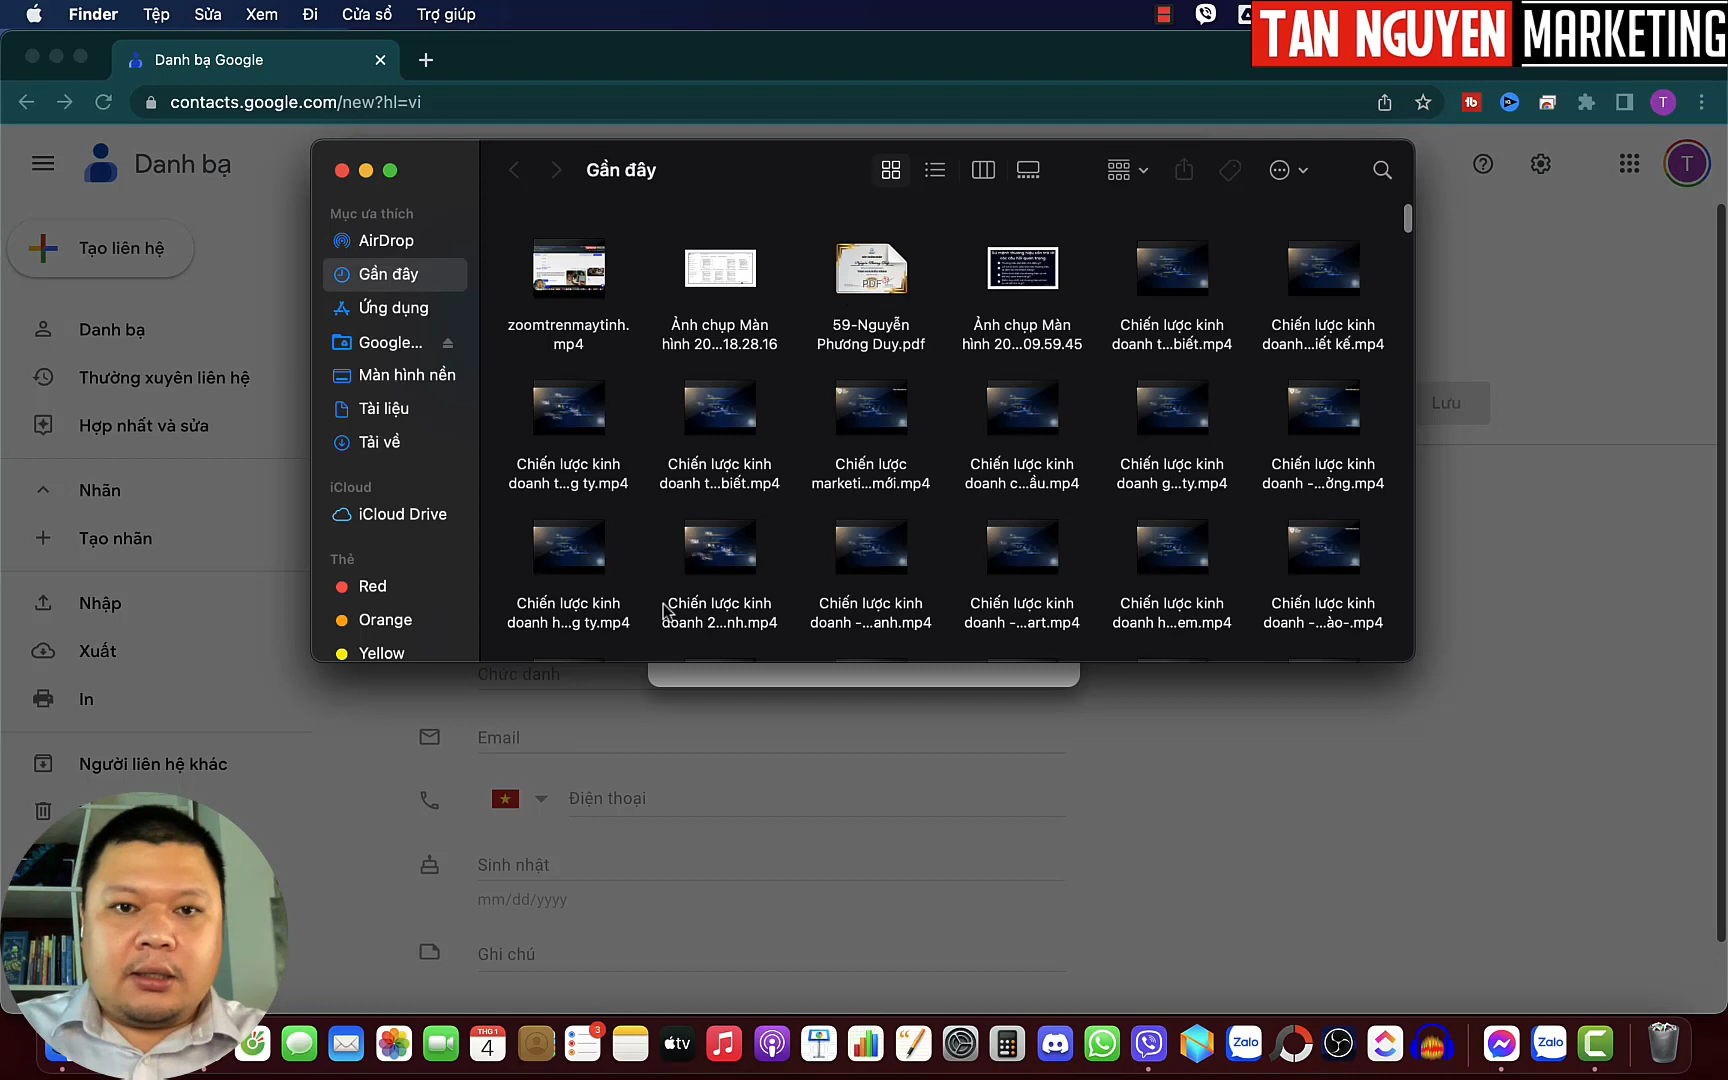 Finder Tệp Sửa Xem Đi Cửa sổ Trợ giúp
TAN NGUYEN MARKETING
Danh bạ Google
contacts.google.com/new?hl=vi
T
Danh bạ
T
Tạo liên hệ
Danh bạ
Thường xuyên liên hệ
Hợp nhất và sửa
Nhãn
Tạo nhãn
Nhập
Xuất
In
Người liên hệ khác
Gần đây
Mục ưa thích
AirDrop
Gần đây
Ứng dụng
Google...
Màn hình nền
Tài liệu
Tải về
iCloud
iCloud Drive
Thẻ
Red
Orange
Yellow
zoomtrenmaytinh.
mp4
Ảnh chụp Màn
hình 20...18.28.16
PDF
59-Nguyễn
Phương Duy.pdf
Ảnh chụp Màn
hình 20...09.59.45
Chiến lược kinh
doanh t...biết.mp4
Chiến lược kinh
doanh...iết kế.mp4
Chiến lược kinh
doanh t...g ty.mp4
Chiến lược kinh
doanh t...biết.mp4
Chiến lược
marketi...mới.mp4
Chiến lược kinh
doanh c...ầu.mp4
Chiến lược kinh
doanh g...ty.mp4
Chiến lược kinh
doanh -...ờng.mp4
Chiến lược kinh
doanh h...g ty.mp4
Chiến lược kinh
doanh 2...nh.mp4
Chiến lược kinh
doanh -...anh.mp4
Chiến lược kinh
doanh -...art.mp4
Chiến lược kinh
doanh h...em.mp4
Chiến lược kinh
doanh -...ào-.mp4
Lưu
Chức danh
Email
Điện thoại
Sinh nhật
mm/dd/yyyy
Ghi chú
THG 1
4
3
tv
Zalo
Zalo